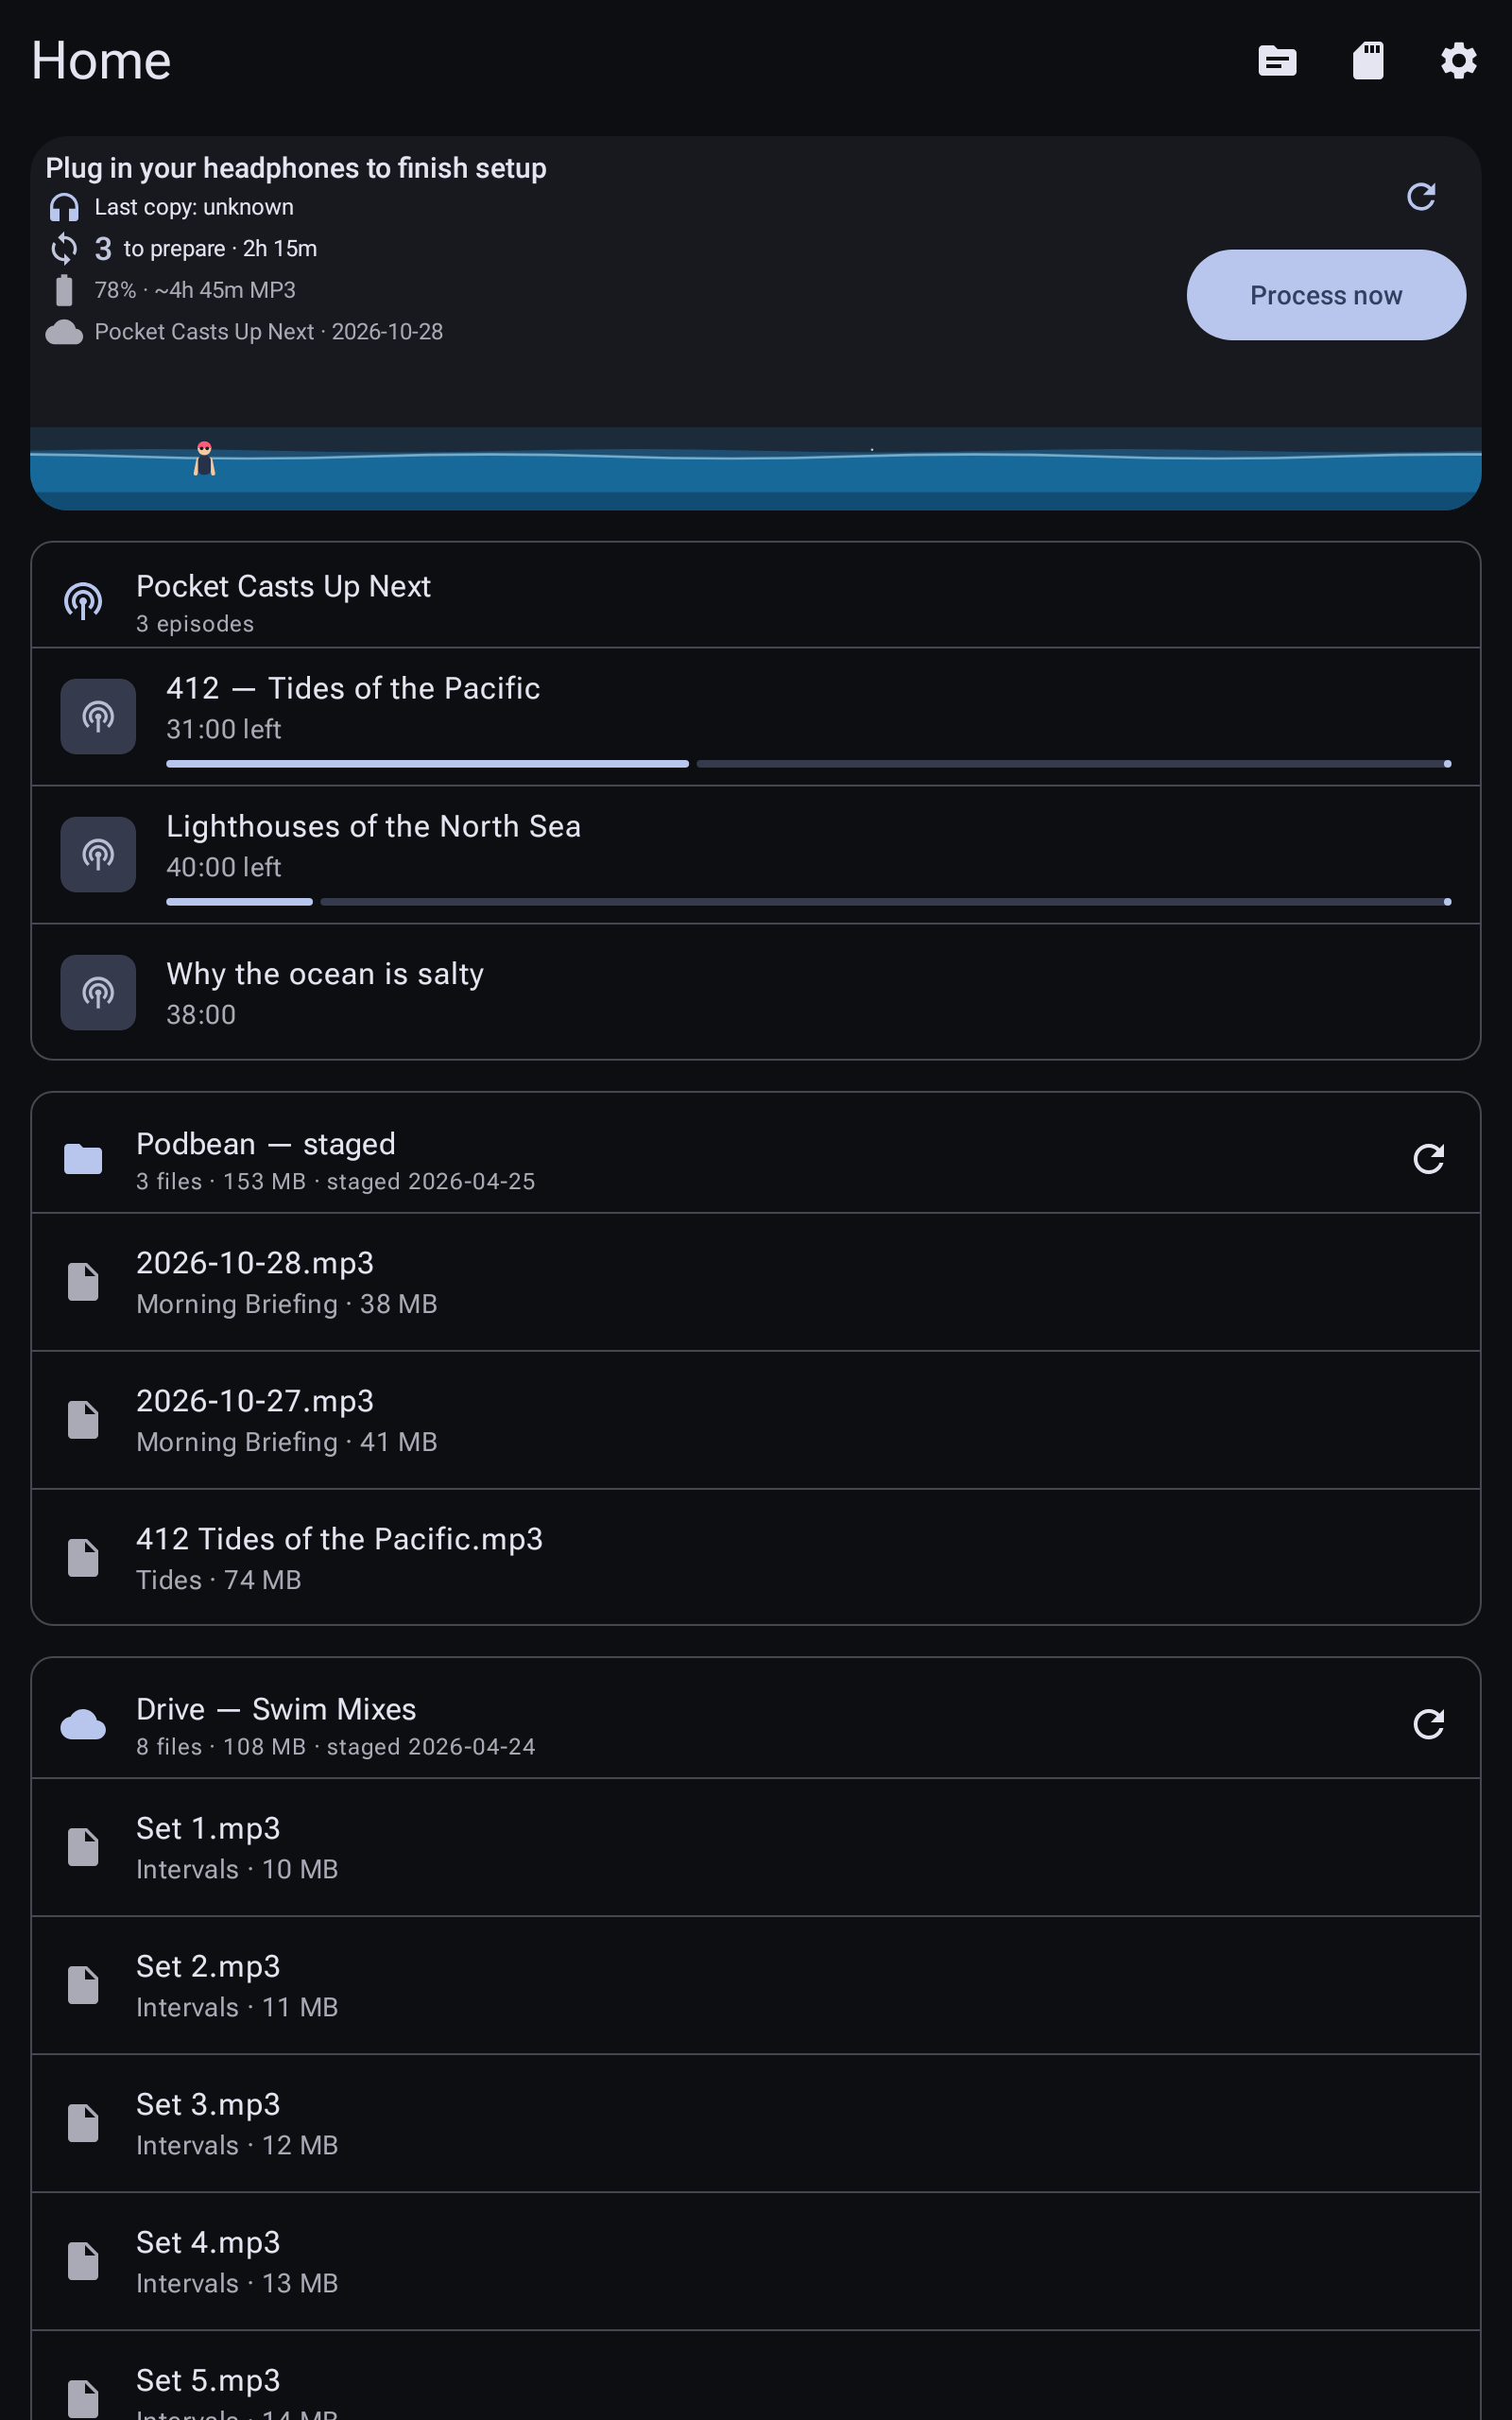 Home
Plug in your headphones to finish setup
Last copy: unknown
3 to prepare · 2h 15m
78% · ~4h 45m MP3
Pocket Casts Up Next · 2026-10-28
Process now
Pocket Casts Up Next
3 episodes
412 — Tides of the Pacific
31:00 left
Lighthouses of the North Sea
40:00 left
Why the ocean is salty
38:00
Podbean — staged
3 files · 153 MB · staged 2026-04-25
2026-10-28.mp3
Morning Briefing · 38 MB
2026-10-27.mp3
Morning Briefing · 41 MB
412 Tides of the Pacific.mp3
Tides · 74 MB
Drive — Swim Mixes
8 files · 108 MB · staged 2026-04-24
Set 1.mp3
Intervals · 10 MB
Set 2.mp3
Intervals · 11 MB
Set 3.mp3
Intervals · 12 MB
Set 4.mp3
Intervals · 13 MB
Set 5.mp3
Intervals · 14 MB